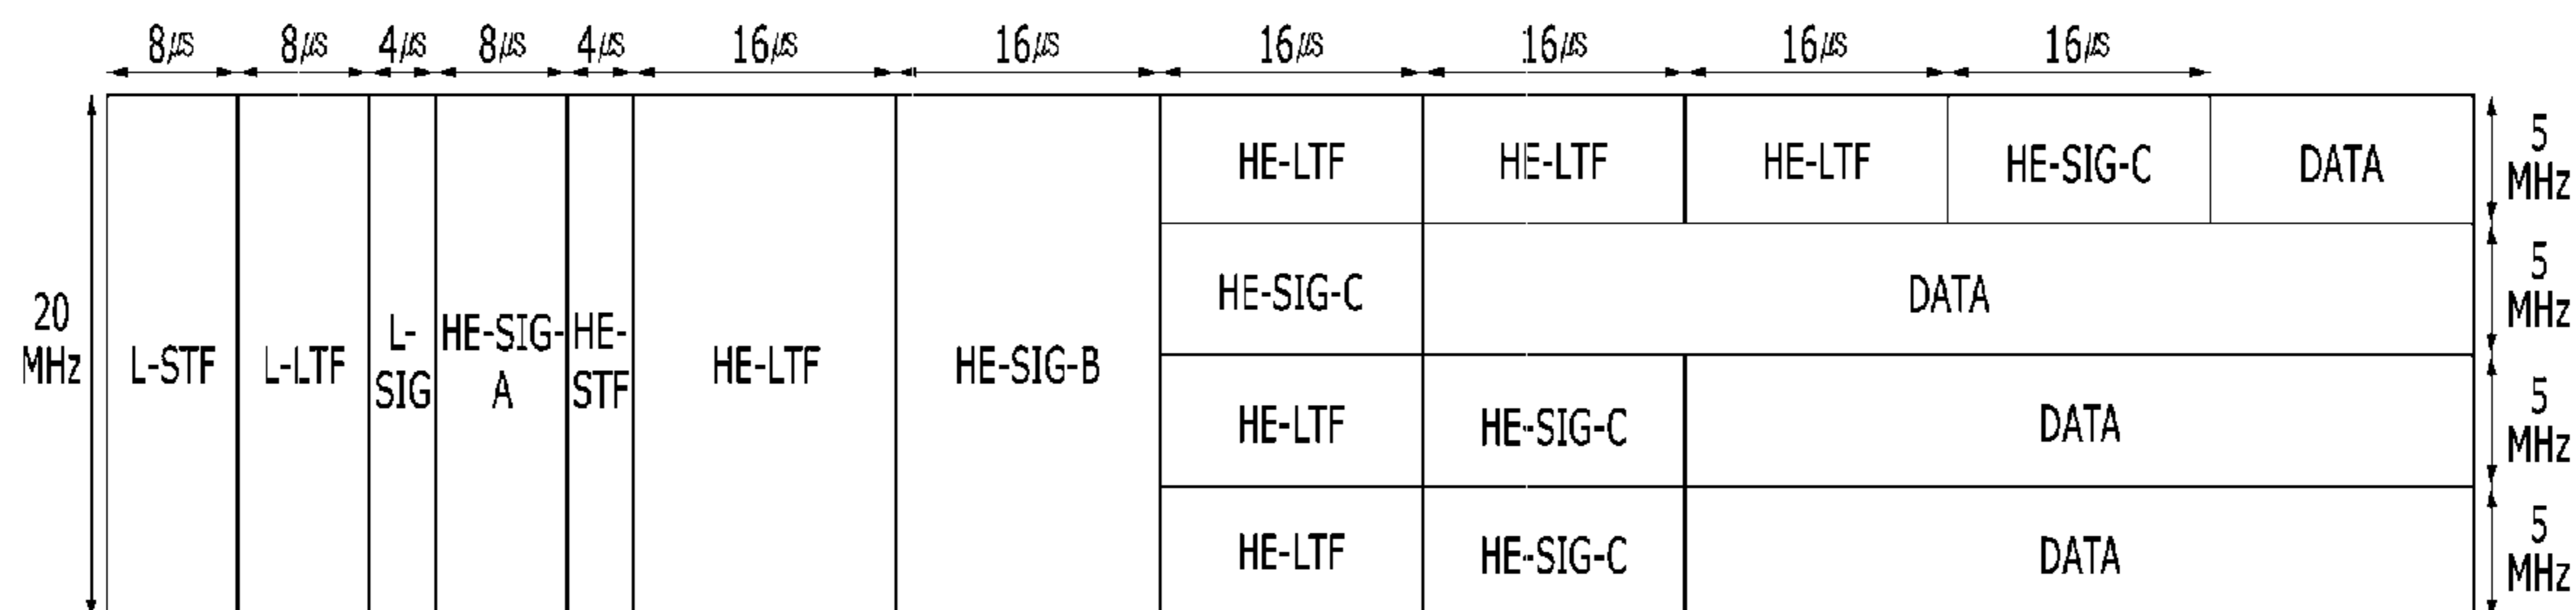 8㎲ 8㎲ 4㎲ 8㎲ 4㎲ 16㎲ 16㎲ 16㎲ 16㎲ 16㎲ 16㎲
HE-LTF HE-LTF HE-LTF HE-SIG-C DATA
5
MHz
HE-SIG-C DATA
5
MHz
20
MHz
L-STF
L-LTF
L-
SIG
HE-SIG-
A
HE-
STF
HE-LTF
HE-SIG-B
HE-LTF HE-SIG-C DATA
5
MHz
HE-LTF HE-SIG-C DATA
5
MHz